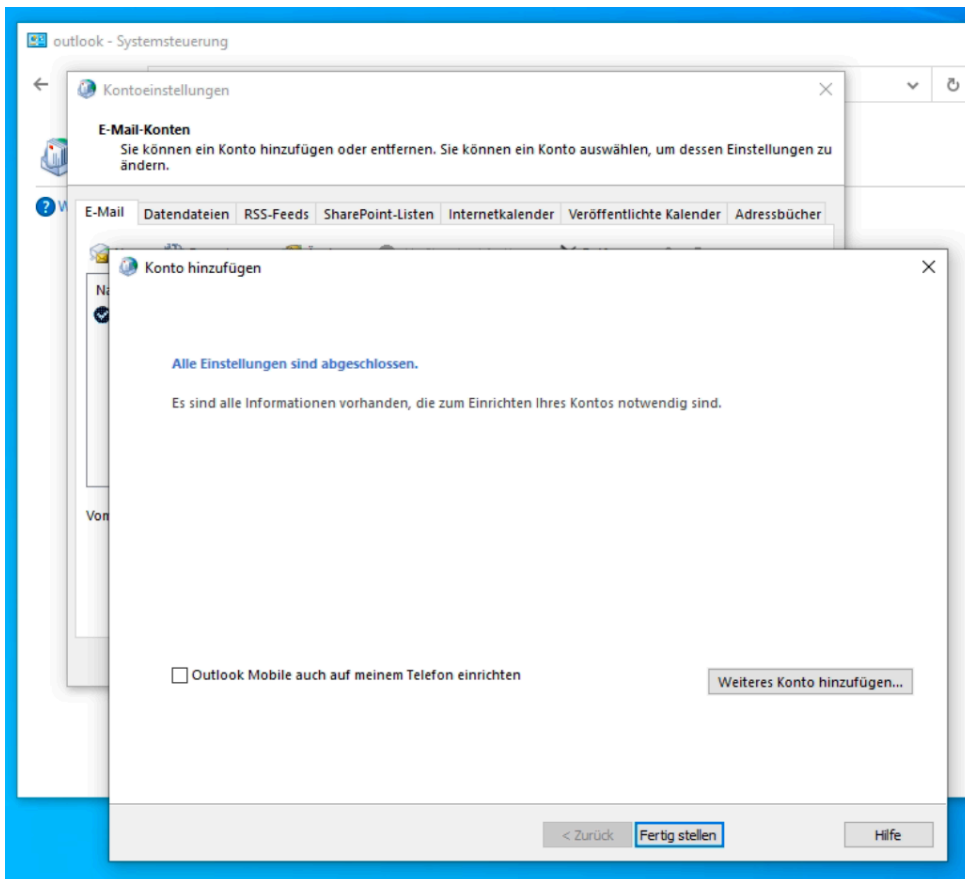 outlook - Systemsteuerung
Kontoeinstellungen
E-Mail-Konten
Sie können ein Konto hinzufügen oder entfernen. Sie können ein Konto auswählen, um dessen Einstellungen zu
ändern.
E-Mail Datendateien RSS-Feeds SharePoint-Listen Internetkalender Veröffentlichte Kalender Adressbücher
Konto hinzufügen
Alle Einstellungen sind abgeschlossen.
Es sind alle Informationen vorhanden, die zum Einrichten Ihres Kontos notwendig sind.
Outlook Mobile auch auf meinem Telefon einrichten
Weiteres Konto hinzufügen...
< Zurück Fertig stellen Hilfe